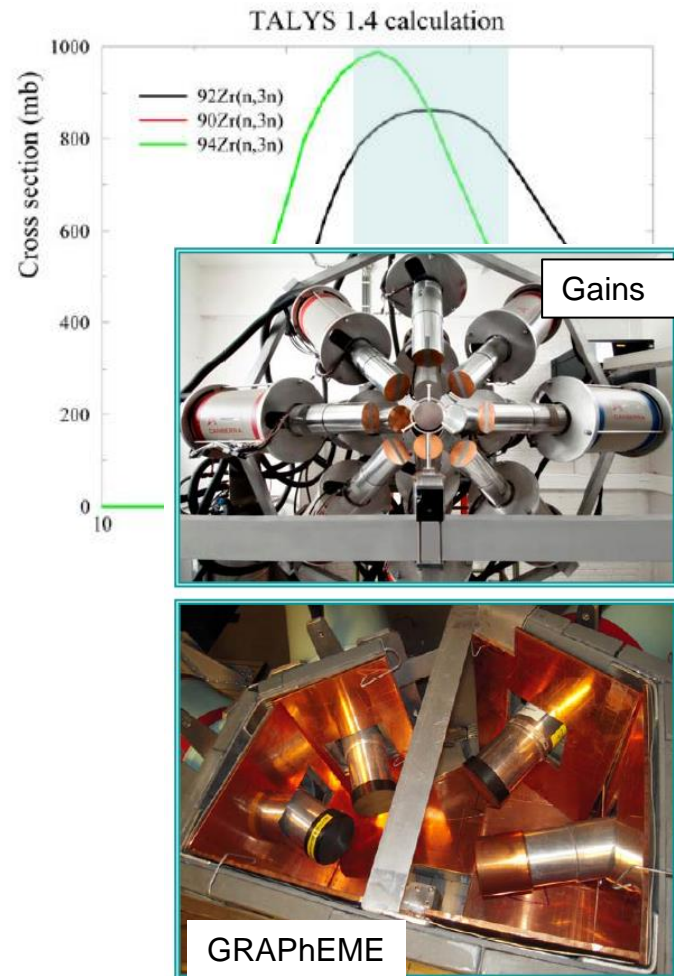 TALYS 1.4 calculation
Cross section (mb)
1000
800
600
400
200
0
10
92Zr(n,3n)
90Zr(n,3n)
94Zr(n,3n)
Gains
CANBERRA
GRAPhEME